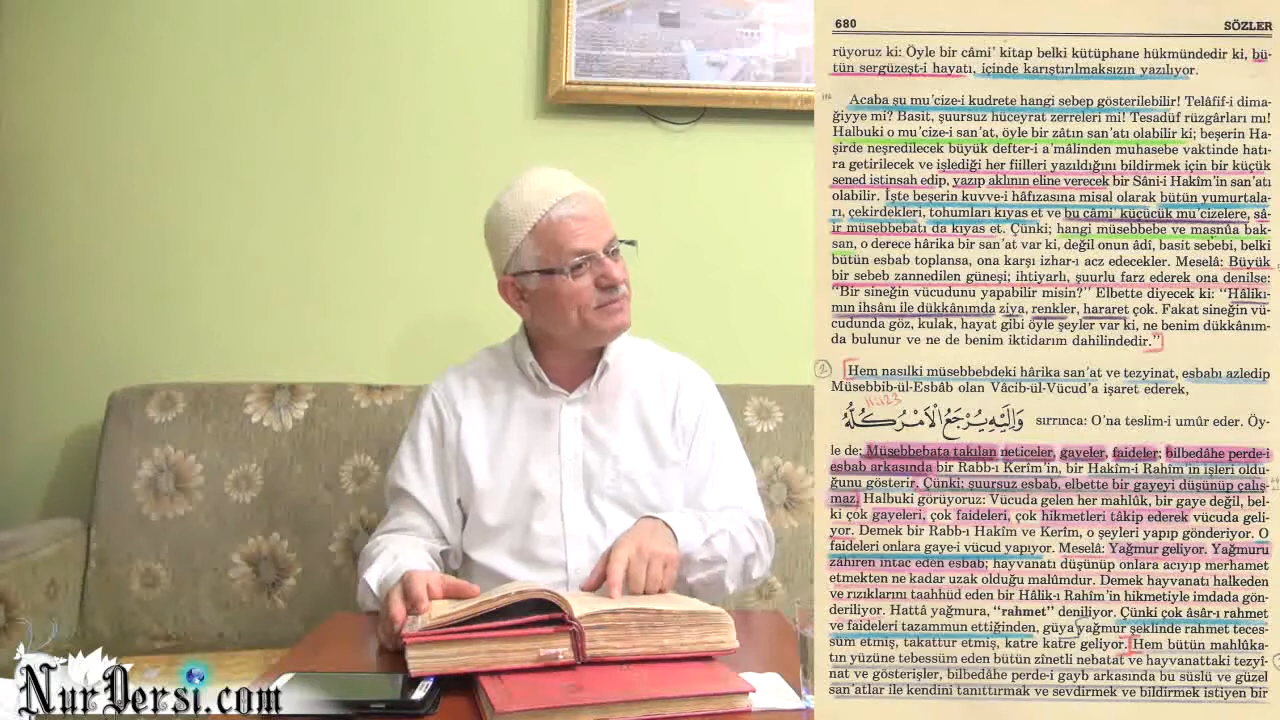 680 SÖZLER
rüyoruz ki: Öyle bir câmi' kitap belki kütüphane hükmündedir ki, bü-
tün sergüzeşt-i hayatı, içinde karıştırılmaksızın yazılıyor.
Acaba şu mu'cize-i kudrete hangi sebep gösterilebilir! Telâfif-i dima-
ğiyye mi? Basit, şuursuz hüceyrat zerreleri mi! Tesadüf rüzgârları mı!
Halbuki o mu'cize-i san'at, öyle bir zâtın san'atı olabilir ki; beşerin Ha-
şirde neşredilecek büyük defter-i a'mâlinden muhasebe vaktinde hatı-
ra getirilecek ve işlediği her fiilleri yazıldığını bildirmek için bir küçük
sened istinsah edip, yazıp aklının eline verecek bir Sâni-i Hakîm'in san'atı
olabilir. İşte beşerin kuvve-i hâfızasına misal olarak bütün yumurtala-
rı, çekirdekleri, tohumları kıyas et ve bu câmi' küçücük mu'cizelere, sâ-
ir müsebbebatı da kıyas et. Çünki; hangi müsebbebe ve masnûa bak-
san, o derece hârika bir san'at var ki, değil onun âdi, basit sebebi, belki
bütün esbab toplansa, ona karşı izhar-ı acz edecekler. Meselâ: Büyük
bir sebeb zannedilen güneşi; ihtiyarlı, şuurlu farz ederek ona denilse:
"Bir sineğin vücudunu yapabilir misin?" Elbette diyecek ki: "Hâlikı-
mın ihsânı ile dükkânımda ziya, renkler, hararet çok. Fakat sineğin vü-
cudunda göz, kulak, hayat gibi öyle şeyler var ki, ne benim dükkânım-
da bulunur ve ne de benim iktidarım dahilindedir."
2
Hem nasılki müsebbebdeki hârika san'at ve tezyinat, esbabı azledip
Müsebbib-ül-Esbâb olan Vâcib-ül-Vücud'a işaret ederek,
11:123
وَاِلَيْهِ يُرْجَعُ الْاَمْرُ كُلُّهُ sırrınca: O'na teslim-i umûr eder. Öy-
le de; Müsebbebata takılan neticeler, gayeler, faideler; bilbedâhe perde-i
esbab arkasında bir Rabb-ı Kerîm'in, bir Hakîm-i Rahîm'in işleri oldu-
ğunu gösterir. Çünki; şuursuz esbab, elbette bir gayeyi düşünüp çalış-
maz. Halbuki görüyoruz: Vücuda gelen her mahlûk, bir gaye değil, bel-
ki çok gayeleri, çok faideleri, çok hikmetleri tâkip ederek vücuda geli-
yor. Demek bir Rabb-ı Hakîm ve Kerîm, o şeyleri yapıp gönderiyor. O
faideleri onlara gaye-i vücud yapıyor. Meselâ: Yağmur geliyor. Yağmuru
zâhiren intac eden esbab; hayvanatı düşünüp onlara acıyıp merhamet
etmekten ne kadar uzak olduğu malûmdur. Demek hayvanatı halkeden
ve rızıklarını taahhüd eden bir Hâlik-ı Rahîm'in hikmetiyle imdada gön-
deriliyor. Hattâ yağmura, "rahmet" deniliyor. Çünki çok âsâr-ı rahmet
ve faideleri tazammun ettiğinden, güya yağmur şeklinde rahmet teces-
süm etmiş, takattur etmiş, katre katre geliyor. Hem bütün mahlûka-
tın yüzüne tebessüm eden bütün zînetli nebatat ve hayvanattaki tezyi-
nat ve gösterişler, bilbedâhe perde-i gayb arkasında bu süslü ve güzel
san'atlar ile kendini tanıttırmak ve sevdirmek ve bildirmek istiyen bir
NurDersi.com